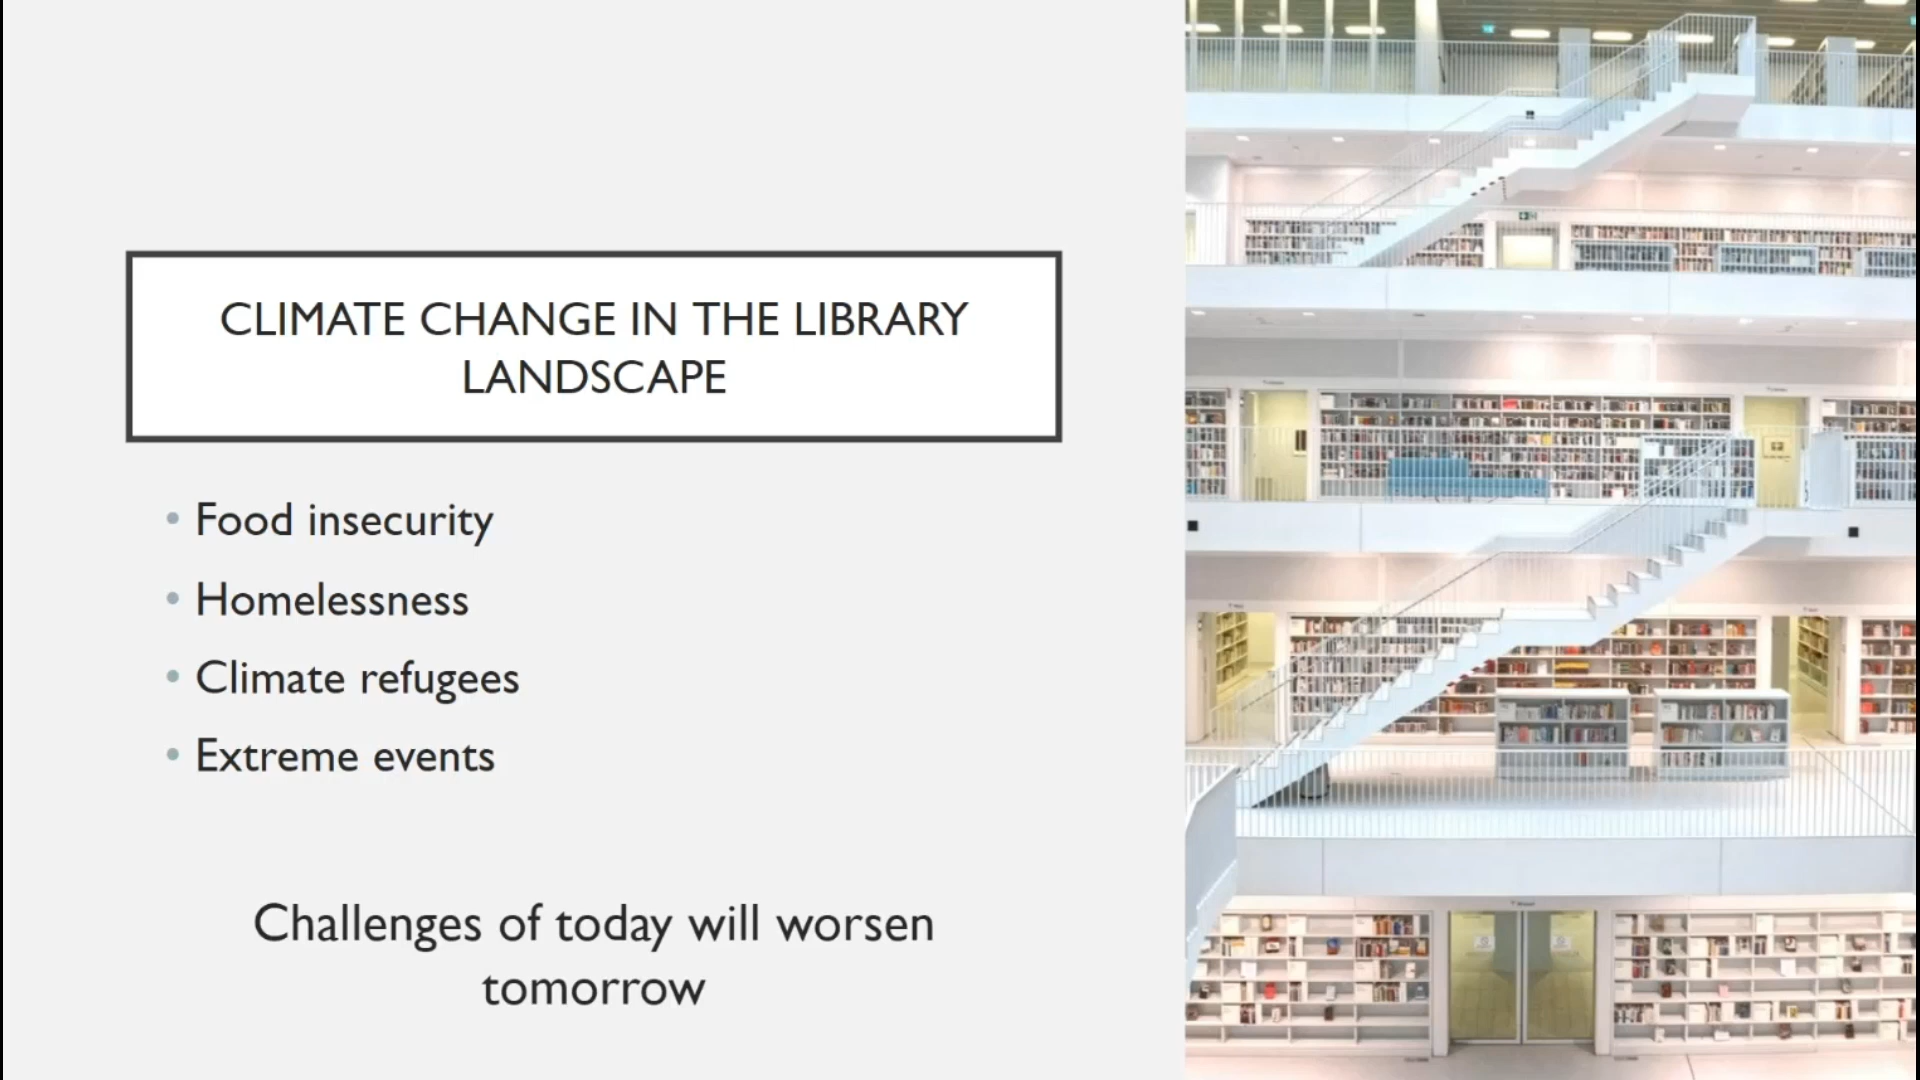 CLIMATE CHANGE IN THE LIBRARY
LANDSCAPE
• Food insecurity
• Homelessness
• Climate refugees
• Extreme events
Challenges of today will worsen
tomorrow